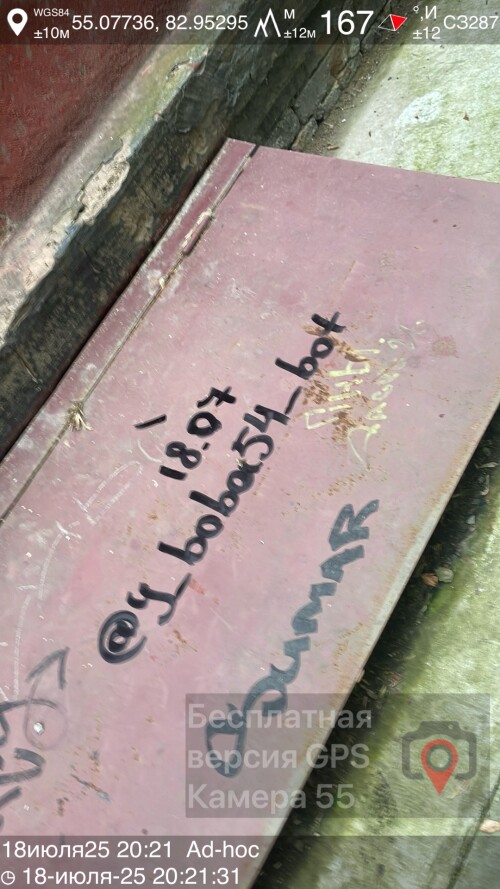 WGS84
±10м
55.07736, 82.95295
м
±12м
167
°,И
±12
СЗ287
18.07
@y_boba54_bot
Бесплатная
версия GPS
Камера 55
18июля25 20:21 Ad-hoc
18-июля-25 20:21:31